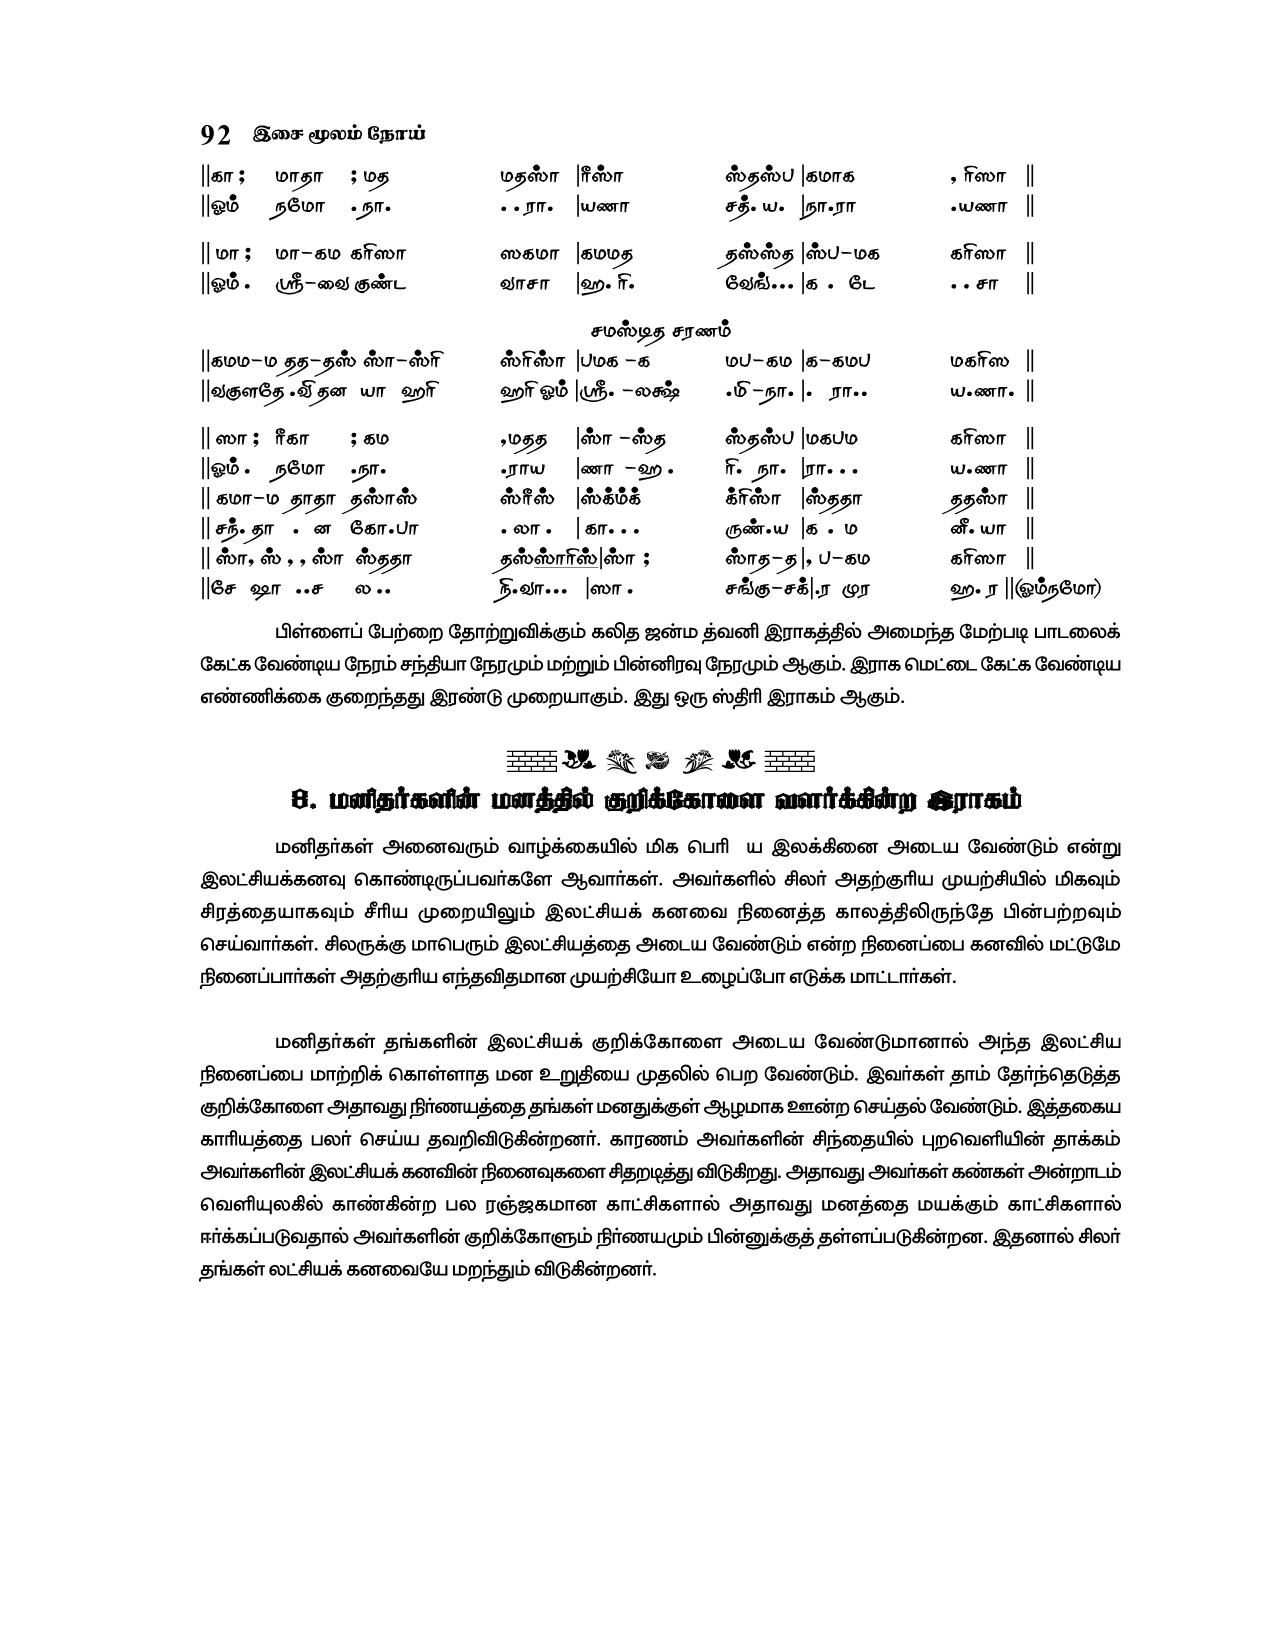 92 இசை மூலம் நோய்
||கா ; மாதா ; மத மதஸ்ா |ரீஸ்ா ஸ்தஸ்ப |கமாக , ரிஸா ||
||ஓம் நமோ .நா. . . ரா. |யணா சத். ய. |நா.ரா .யணா ||
|| மா ; மா-கம கரிஸா ஸகமா |கமமத தஸ்ஸ்த |ஸ்ப-மக கரிஸா ||
||ஓம் . ஸ்ரீ-வை குண்ட வாசா |ஹ. ரி. வேங்... |க . டே . . சா ||
சமஸ்டித சரணம்
||கமம-ம தத-தஸ் ஸ்ா-ஸ்ரி ஸ்ரிஸ்ா |பமக -க மப-கம |க-கமப மகரிஸ ||
||வகுளதே .வி தன யா ஹரி ஹரி ஓம் |ஸ்ரீ. -லக்ஷ் .மி-நா. |. ரா.. ய.ணா. ||
|| ஸா ; ரீகா ; கம ,மதத |ஸ்ா -ஸ்த ஸ்தஸ்ப |மகபம கரிஸா ||
||ஓம் . நமோ .நா. .ராய |ணா -ஹ . ரி. நா. |ரா. . . ய.ணா ||
|| கமா-ம தாதா தஸ்ாஸ் ஸ்ரீஸ் |ஸ்க்ம்க் க்ரிஸ்ா |ஸ்ததா ததஸ்ா ||
|| சந். தா . ன கோ.பா . லா . |கா. . . ருண்.ய |க . ம னீ. யா ||
|| ஸ்ா, ஸ் , , ஸ்ா ஸ்ததா தஸ்ஸ்ாரிஸ்|ஸ்ா ; ஸ்ாத-த |, ப-கம கரிஸா ||
||சே ஷா ..ச ல .. நி.வா... |ஸா . சங்கு-சக்|.ர முர ஹ. ர ||(ஓம்நமோ)
பிள்ளைப் பேற்றை தோற்றுவிக்கும் கலித ஜன்ம த்வனி இராகத்தில் அமைந்த மேற்படி பாடலைக்
கேட்க வேண்டிய நேரம் சந்தியா நேரமும் மற்றும் பின்னிரவு நேரமும் ஆகும். இராக மெட்டை கேட்க வேண்டிய
எண்ணிக்கை குறைந்தது இரண்டு முறையாகும். இது ஒரு ஸ்திரி இராகம் ஆகும்.
8. மனிதர்களின் மனத்தில் குறிக்கோளை வளர்க்கின்ற இராகம்
மனிதர்கள் அனைவரும் வாழ்க்கையில் மிக பெரி ய இலக்கினை அடைய வேண்டும் என்று
இலட்சியக்கனவு கொண்டிருப்பவர்களே ஆவார்கள். அவர்களில் சிலர் அதற்குரிய முயற்சியில் மிகவும்
சிரத்தையாகவும் சீரிய முறையிலும் இலட்சியக் கனவை நினைத்த காலத்திலிருந்தே பின்பற்றவும்
செய்வார்கள். சிலருக்கு மாபெரும் இலட்சியத்தை அடைய வேண்டும் என்ற நினைப்பை கனவில் மட்டுமே
நினைப்பார்கள் அதற்குரிய எந்தவிதமான முயற்சியோ உழைப்போ எடுக்க மாட்டார்கள்.
மனிதர்கள் தங்களின் இலட்சியக் குறிக்கோளை அடைய வேண்டுமானால் அந்த இலட்சிய
நினைப்பை மாற்றிக் கொள்ளாத மன உறுதியை முதலில் பெற வேண்டும். இவர்கள் தாம் தேர்ந்தெடுத்த
குறிக்கோளை அதாவது நிர்ணயத்தை தங்கள் மனதுக்குள் ஆழமாக ஊன்ற செய்தல் வேண்டும். இத்தகைய
காரியத்தை பலர் செய்ய தவறிவிடுகின்றனர். காரணம் அவர்களின் சிந்தையில் புறவெளியின் தாக்கம்
அவர்களின் இலட்சியக் கனவின் நினைவுகளை சிதறடித்து விடுகிறது. அதாவது அவர்கள் கண்கள் அன்றாடம்
வெளியுலகில் காண்கின்ற பல ரஞ்ஜகமான காட்சிகளால் அதாவது மனத்தை மயக்கும் காட்சிகளால்
ஈர்க்கப்படுவதால் அவர்களின் குறிக்கோளும் நிர்ணயமும் பின்னுக்குத் தள்ளப்படுகின்றன. இதனால் சிலர்
தங்கள் லட்சியக் கனவையே மறந்தும் விடுகின்றனர்.